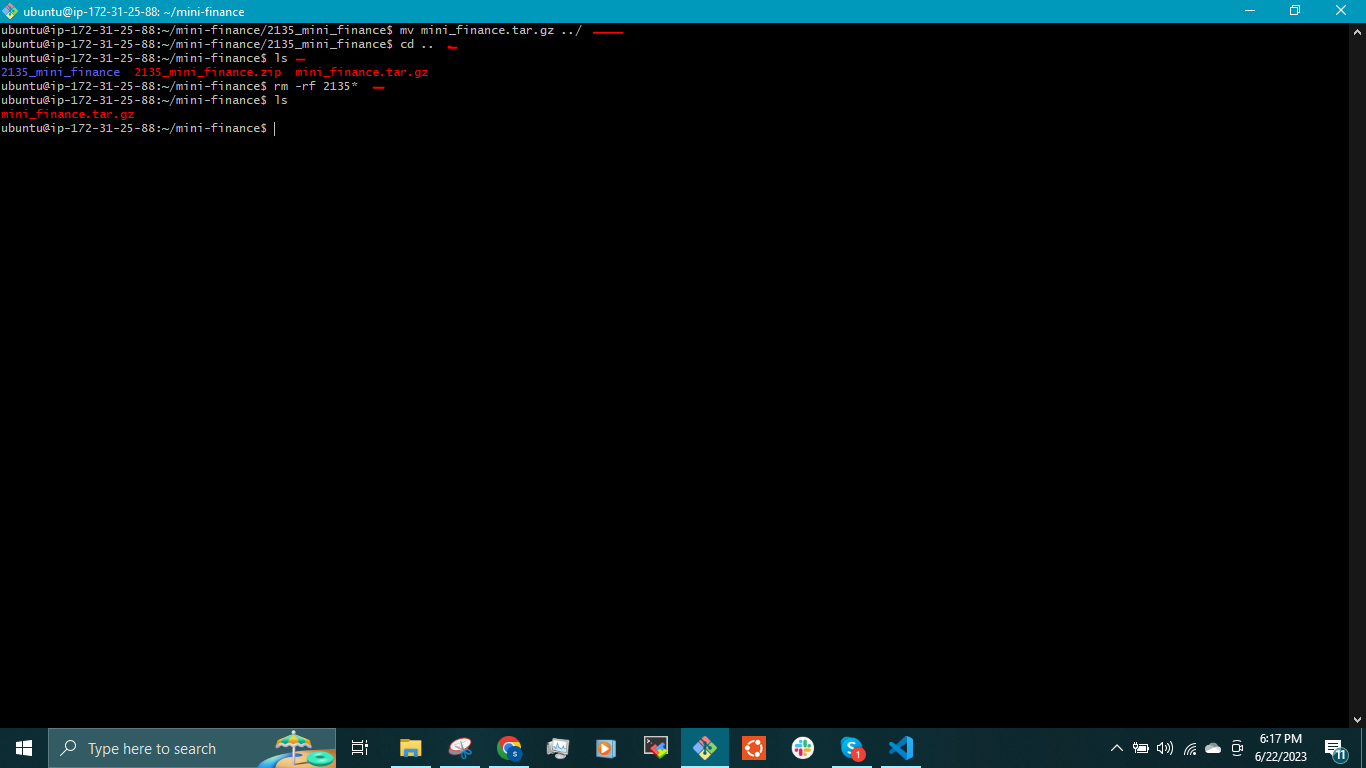 ubuntu@ip-172-31-25-88: ~/mini-finance
ubuntu@ip-172-31-25-88:~/mini-finance/2135_mini_finance$ mv mini_finance.tar.gz ../
ubuntu@ip-172-31-25-88:~/mini-finance/2135_mini_finance$ cd ..
ubuntu@ip-172-31-25-88:~/mini-finance$ ls
2135_mini_finance  2135_mini_finance.zip  mini_finance.tar.gz
ubuntu@ip-172-31-25-88:~/mini-finance$ rm -rf 2135*
ubuntu@ip-172-31-25-88:~/mini-finance$ ls
mini_finance.tar.gz
ubuntu@ip-172-31-25-88:~/mini-finance$
Type here to search
S
S 1
6:17 PM
6/22/2023
11